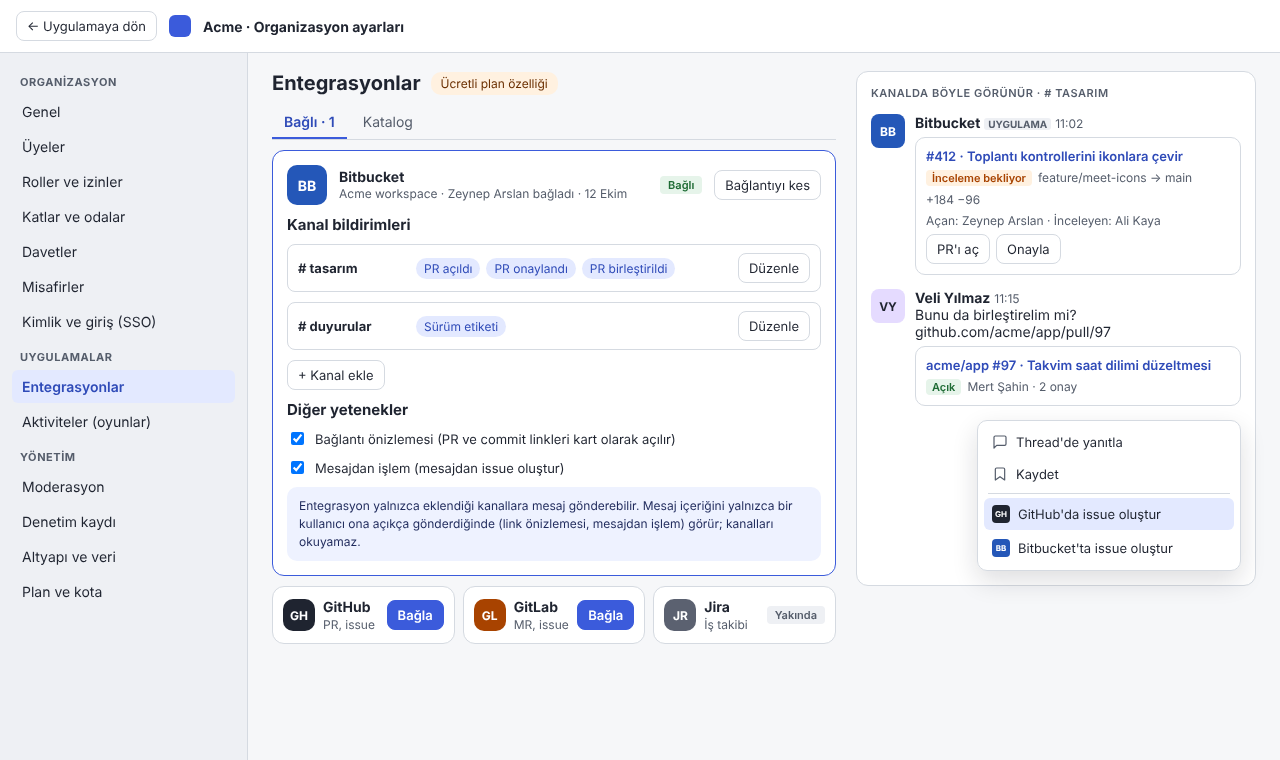 ← Uygulamaya dön
Acme · Organizasyon ayarları
ORGANİZASYON
Genel
Üyeler
Roller ve izinler
Katlar ve odalar
Davetler
Misafirler
Kimlik ve giriş (SSO)
UYGULAMALAR
Entegrasyonlar
Aktiviteler (oyunlar)
YÖNETİM
Moderasyon
Denetim kaydı
Altyapı ve veri
Plan ve kota
Entegrasyonlar
Ücretli plan özelliği
Bağlı · 1
Katalog
BB
Bitbucket
Acme workspace · Zeynep Arslan bağladı · 12 Ekim
Bağlı
Bağlantıyı kes
Kanal bildirimleri
# tasarım
PR açıldı
PR onaylandı
PR birleştirildi
Düzenle
# duyurular
Sürüm etiketi
Düzenle
+ Kanal ekle
Diğer yetenekler
Bağlantı önizlemesi (PR ve commit linkleri kart olarak açılır)
Mesajdan işlem (mesajdan issue oluştur)
Entegrasyon yalnızca eklendiği kanallara mesaj gönderebilir. Mesaj içeriğini yalnızca bir
kullanıcı ona açıkça gönderdiğinde (link önizlemesi, mesajdan işlem) görür; kanalları
okuyamaz.
GH
GitHub
PR, issue
Bağla
GL
GitLab
MR, issue
Bağla
JR
Jira
İş takibi
Yakında
KANALDA BÖYLE GÖRÜNÜR · # TASARIM
BB
Bitbucket UYGULAMA 11:02
#412 · Toplantı kontrollerini ikonlara çevir
İnceleme bekliyor feature/meet-icons → main
+184 −96
Açan: Zeynep Arslan · İnceleyen: Ali Kaya
PR'ı aç
Onayla
VY
Veli Yılmaz 11:15
Bunu da birleştirelim mi?
github.com/acme/app/pull/97
acme/app #97 · Takvim saat dilimi düzeltmesi
Açık Mert Şahin · 2 onay
Thread'de yanıtla
Kaydet
GH GitHub'da issue oluştur
BB Bitbucket'ta issue oluştur